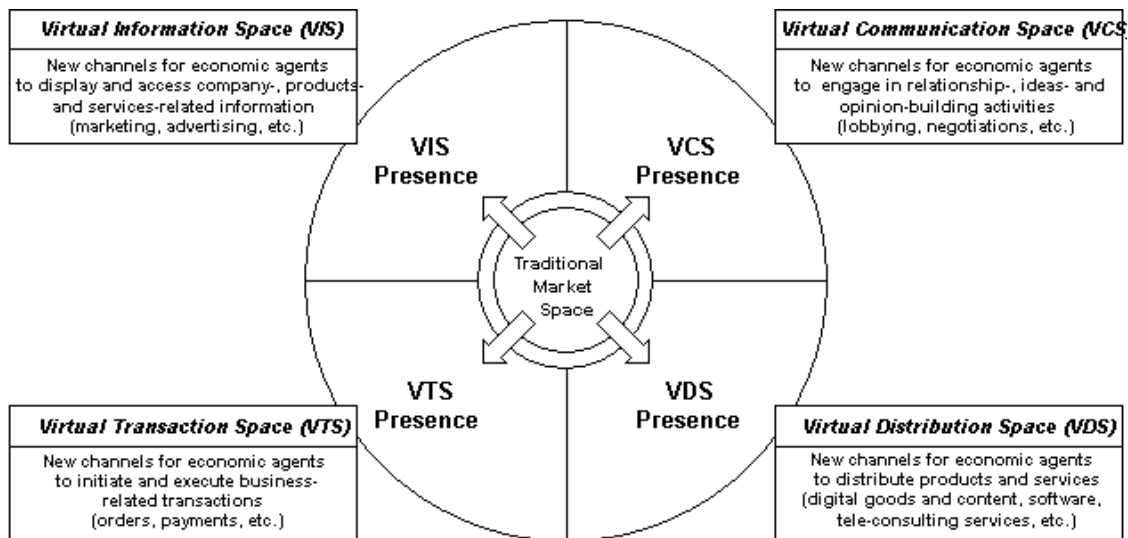 Virtual Information Space (VIS)
New channels for economic agents
to display and access company-, products-
and services-related information
(marketing, advertising, etc.)
Virtual Communication Space (VCS)
New channels for economic agents
to engage in relationship-, ideas- and
opinion-building activities
(lobbying, negotiations, etc.)
VIS
Presence
VCS
Presence
Traditional
Market
Space
VTS
Presence
VDS
Presence
Virtual Transaction Space (VTS)
New channels for economic agents
to initiate and execute business-
related transactions
(orders, payments, etc.)
Virtual Distribution Space (VDS)
New channels for economic agents
to distribute products and services
(digital goods and content, software,
tele-consulting services, etc.)